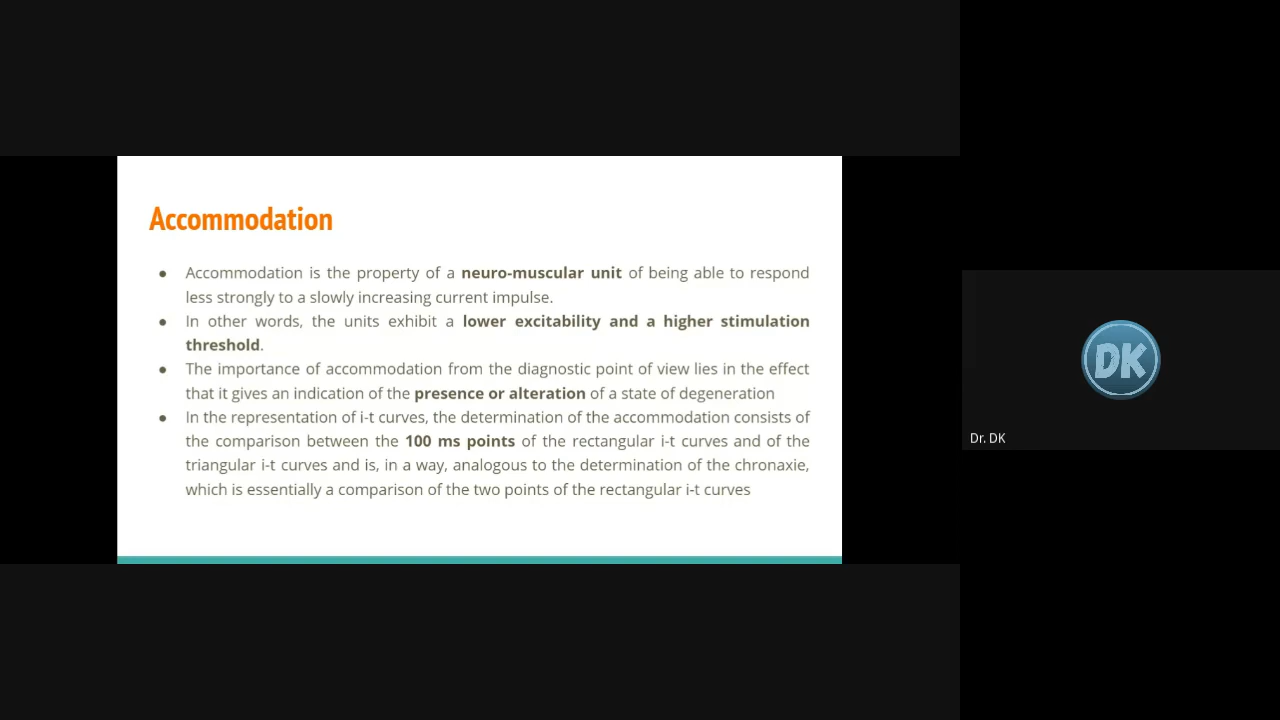 Accommodation
● Accommodation is the property of a neuro-muscular unit of being able to respond
less strongly to a slowly increasing current impulse.
● In other words, the units exhibit a lower excitability and a higher stimulation
threshold.
● The importance of accommodation from the diagnostic point of view lies in the effect
that it gives an indication of the presence or alteration of a state of degeneration
● In the representation of i-t curves, the determination of the accommodation consists of
the comparison between the 100 ms points of the rectangular i-t curves and of the
triangular i-t curves and is, in a way, analogous to the determination of the chronaxie,
which is essentially a comparison of the two points of the rectangular i-t curves
DK
Dr. DK